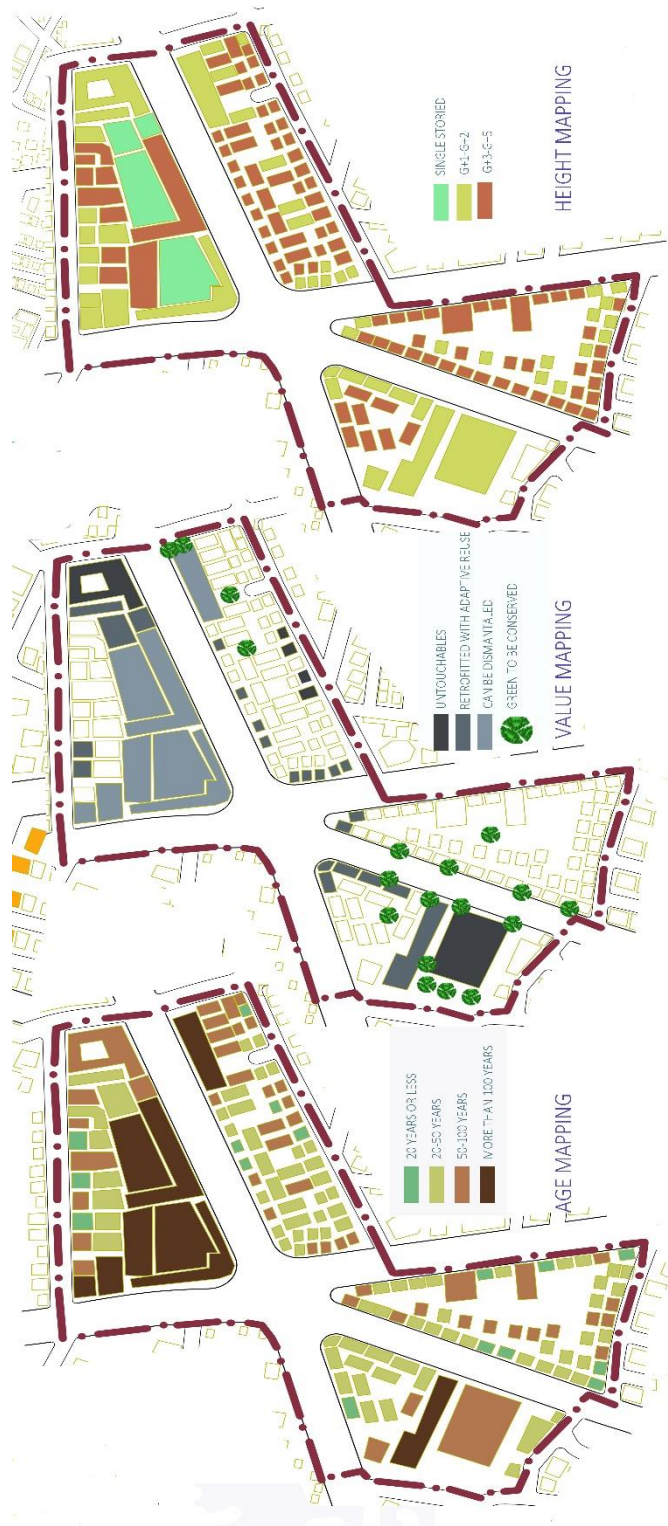 SINGLE STORIED
G+1-G+2
G+3-G+5
HEIGHT MAPPING
UNTOUCHABLES
RETROFITTED WITH ADAPTIVE REUSE
CAN BE DISMANTALED
GREEN TO BE CONSERVED
VALUE MAPPING
20 YEARS OR LESS
20-50 YEARS
50-100 YEARS
MORE THAN 100 YEARS
AGE MAPPING